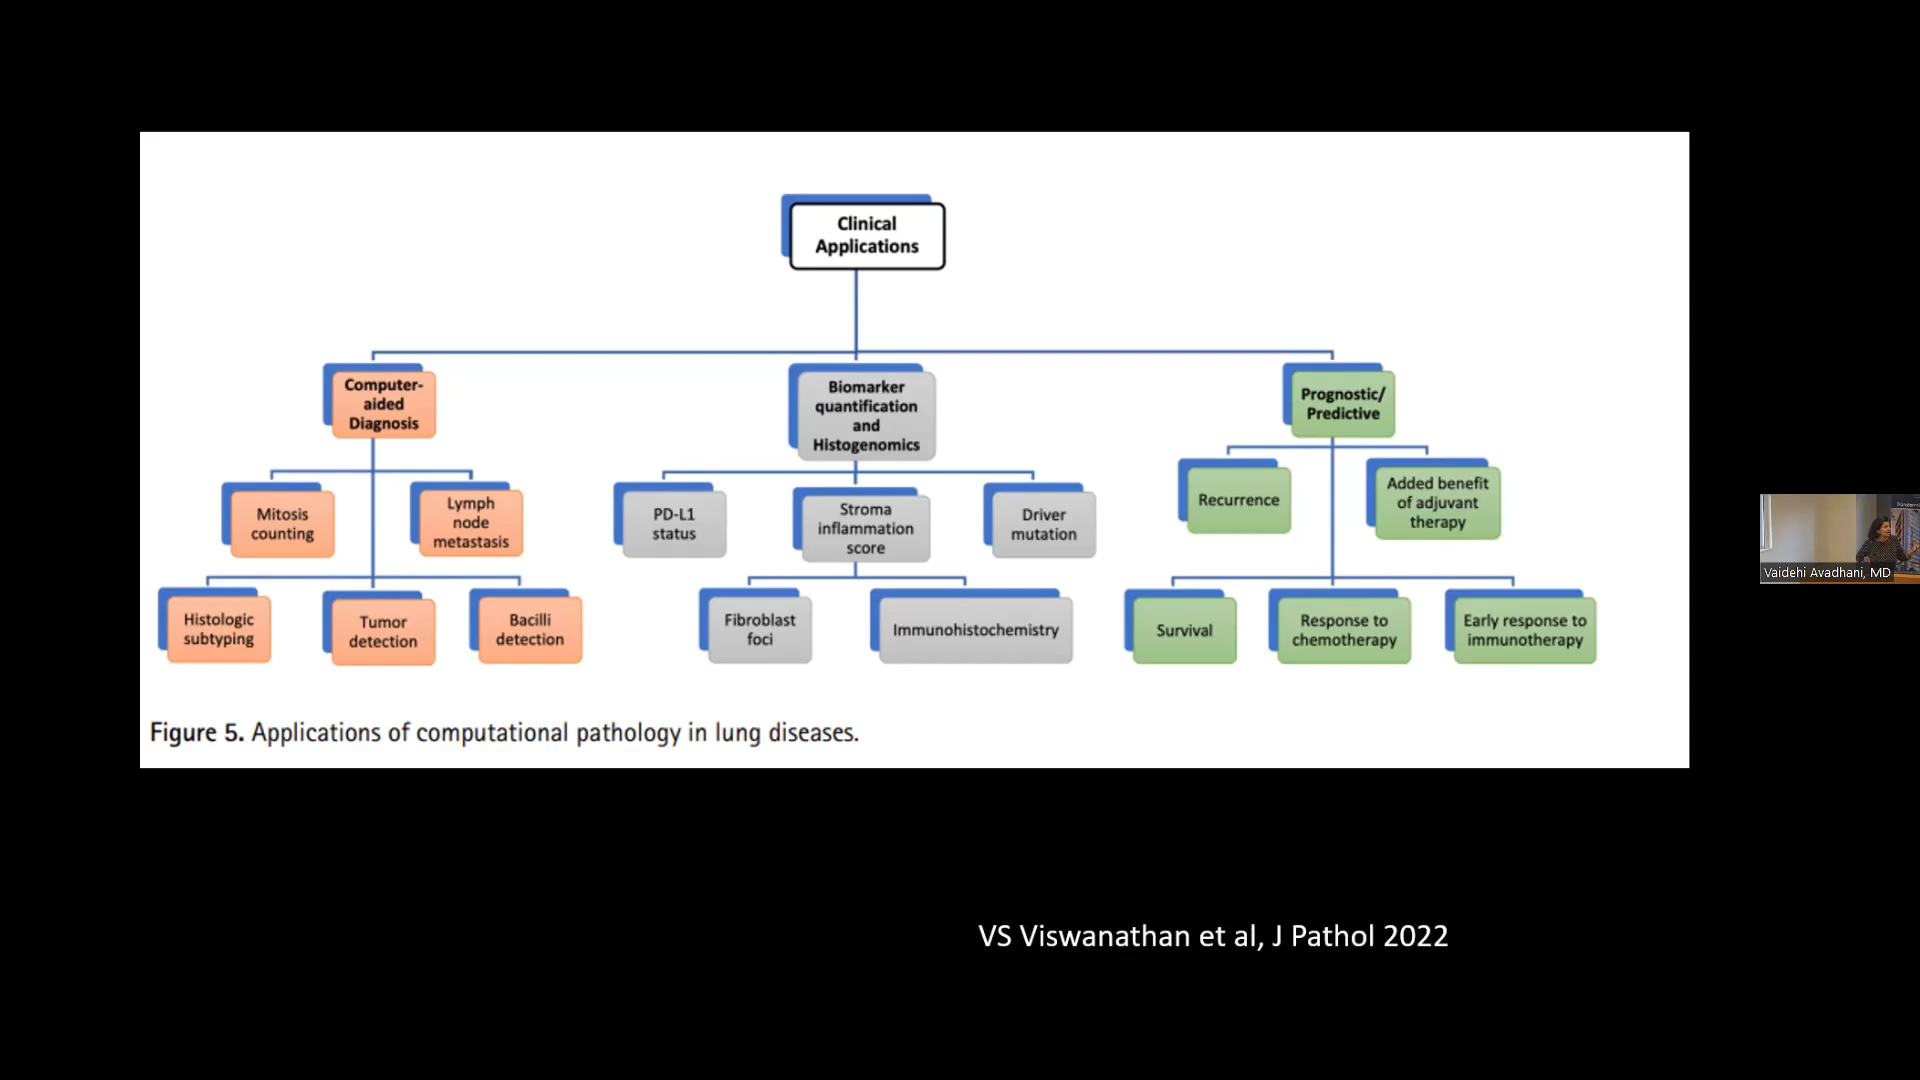 Clinical
Applications
Computer-
aided
Diagnosis
Biomarker
quantification
and
Histogenomics
Prognostic/
Predictive
Mitosis
counting
Lymph
node
metastasis
PD-L1
status
Stroma
inflammation
score
Driver
mutation
Recurrence
Added benefit
of adjuvant
therapy
Histologic
subtyping
Tumor
detection
Bacilli
detection
Fibroblast
foci
Immunohistochemistry
Survival
Response to
chemotherapy
Early response to
immunotherapy
Figure 5. Applications of computational pathology in lung diseases.
VS Viswanathan et al, J Pathol 2022
Vaidehi Avadhani, MD